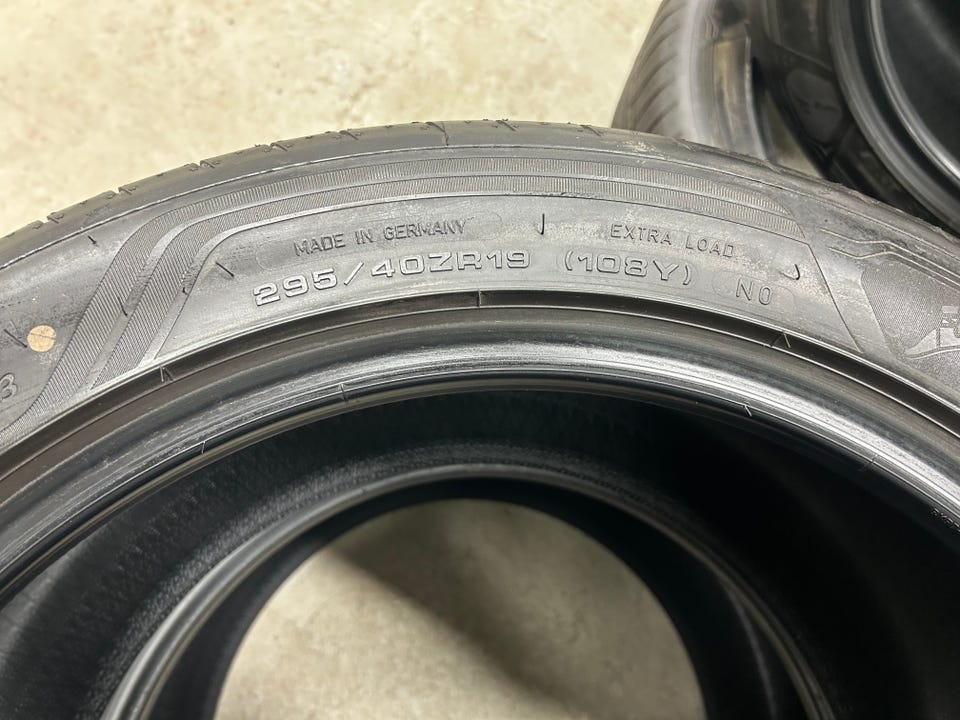 MADE IN GERMANY
EXTRA LOAD
295/40ZR19 (108Y) N0